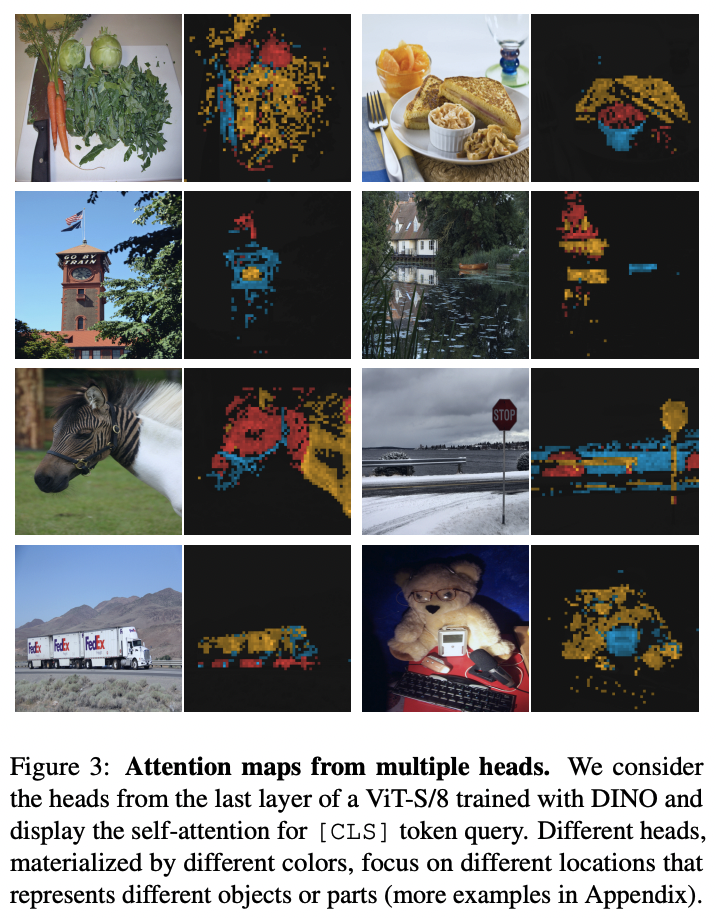 GO BY
TRAIN
STOP
FedEx
FedEx
FedEx
Figure 3: Attention maps from multiple heads. We consider
the heads from the last layer of a ViT-S/8 trained with DINO and
display the self-attention for [CLS] token query. Different heads,
materialized by different colors, focus on different locations that
represents different objects or parts (more examples in Appendix).